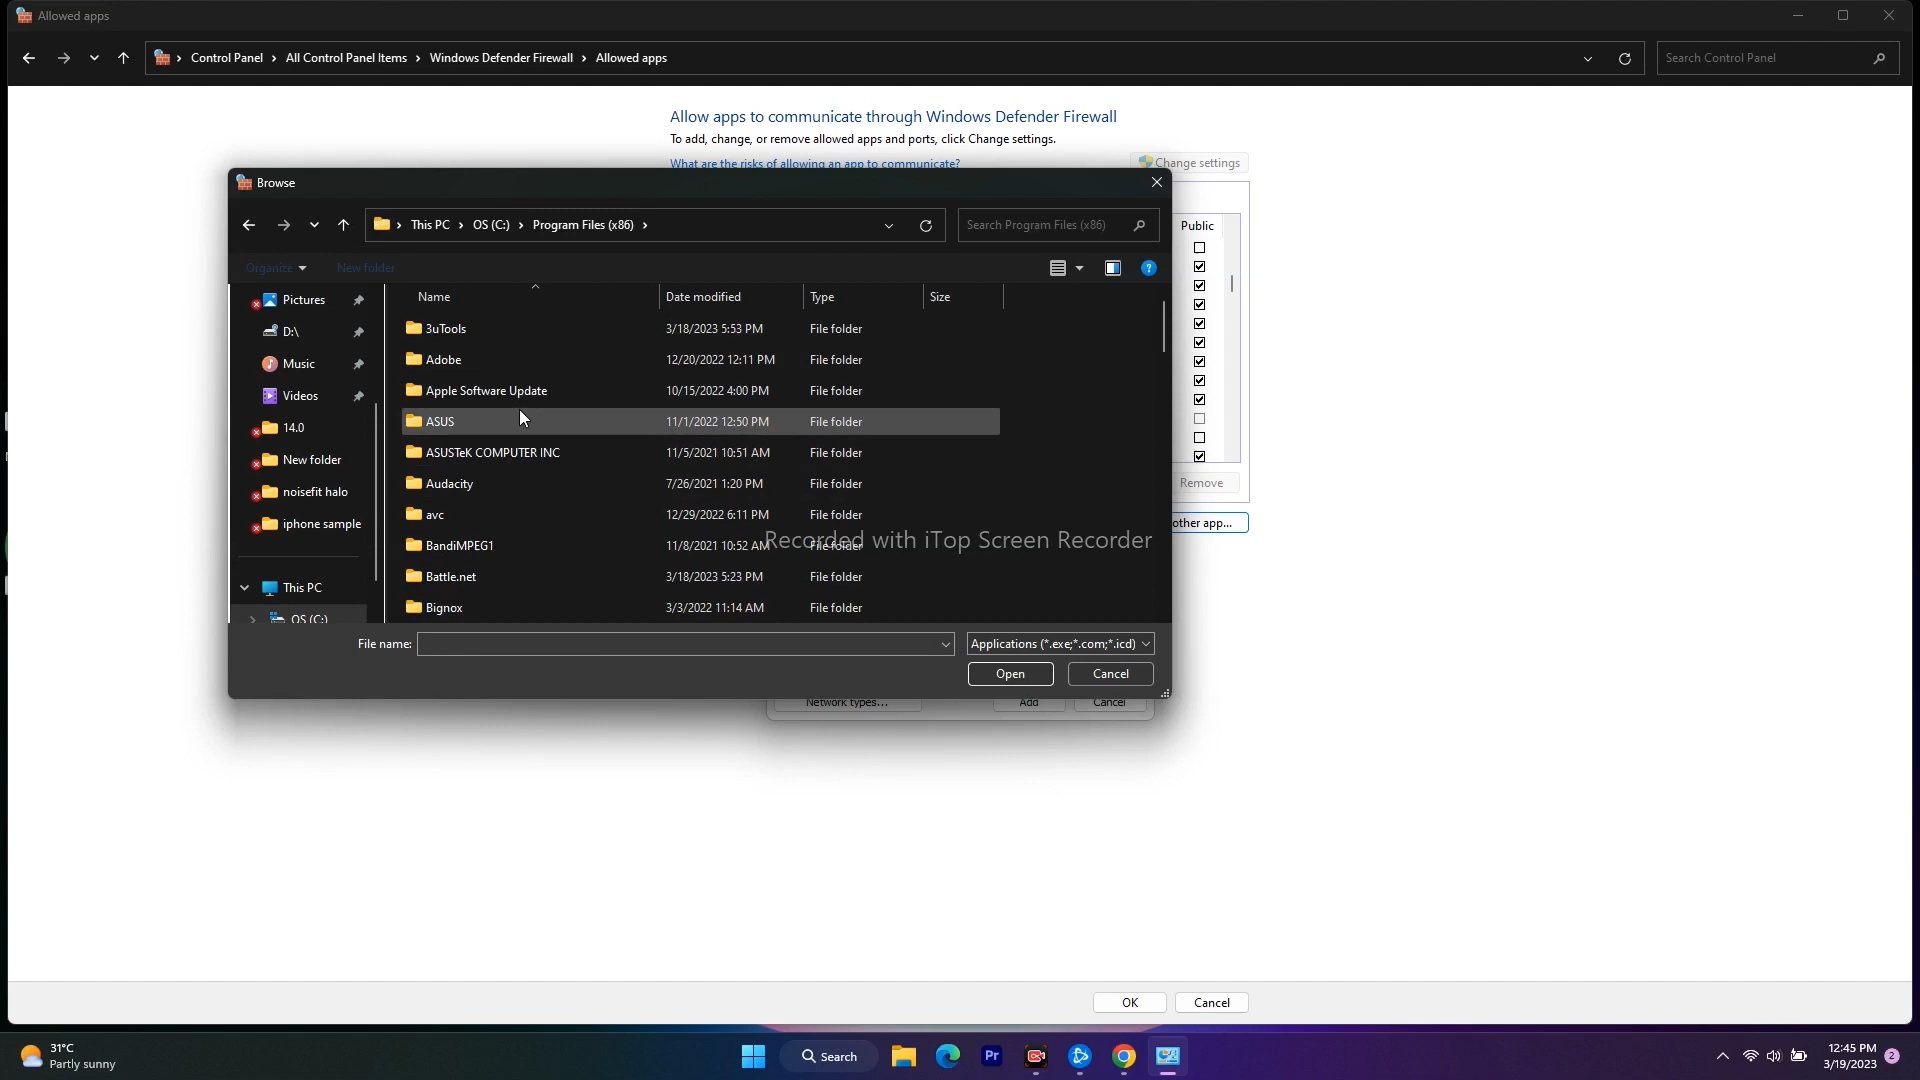 Allowed apps
Control Panel > All Control Panel Items > Windows Defender Firewall > Allowed apps
Search Control Panel
Allow apps to communicate through Windows Defender Firewall
To add, change, or remove allowed apps and ports, click Change settings.
What are the risks of allowing an app to communicate?
Change settings
Browse
This PC > OS (C:) > Program Files (x86) >
Search Program Files (x86)
Public
Organize
New folder
Name Date modified Type Size
Pictures
D:\
Music
Videos
14.0
New folder
noisefit halo
iphone sample
This PC
OS (C:)
3uTools 3/18/2023 5:53 PM File folder
Adobe 12/20/2022 12:11 PM File folder
Apple Software Update 10/15/2022 4:00 PM File folder
ASUS 11/1/2022 12:50 PM File folder
ASUSTeK COMPUTER INC 11/5/2021 10:51 AM File folder
Audacity 7/26/2021 1:20 PM File folder
avc 12/29/2022 6:11 PM File folder
BandiMPEG1 11/8/2021 10:52 AM File folder
Battle.net 3/18/2023 5:23 PM File folder
Bignox 3/3/2022 11:14 AM File folder
Recorded with iTop Screen Recorder
Remove
other app...
File name:
Applications (*.exe;*.com;*.icd)
Open
Cancel
Network types...
Add
Cancel
OK
Cancel
31°C
Partly sunny
Search
Pr
12:45 PM
3/19/2023
2